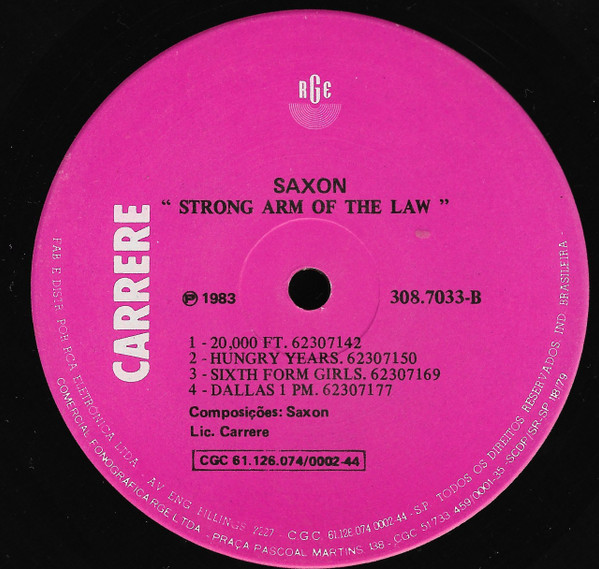 RGE
SAXON
" STRONG ARM OF THE LAW "
CARRERE
℗ 1983
308.7033-B
1 - 20,000 FT. 62307142
2 - HUNGRY YEARS. 62307150
3 - SIXTH FORM GIRLS. 62307169
4 - DALLAS 1 PM. 62307177
Composições: Saxon
Lic. Carrere
CGC 61.126.074/0002-44
FAB E DISTR POR RCA ELETRONICA LTDA - AV ENG BILLINGS 2227 - C.G.C. 61.126.074.0002-44 - S.P. TODOS OS DIREITOS RESERVADOS IND. BRASILEIRA -
COMERCIAL FONOGRAFICA RGE LTDA - PRAÇA PASCOAL MARTINS, 138 - CGC 51733 459/0001-35 -SCDP/SR-SP 118/79